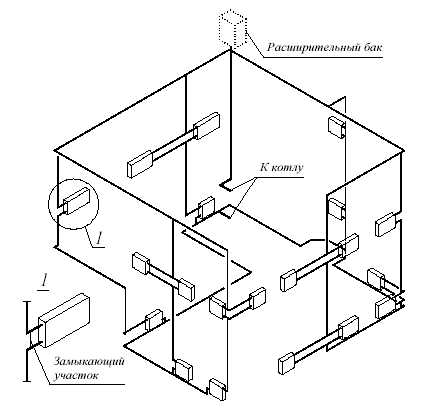 Расширительный бак
К котлу
1
1
Замыкающий
участок